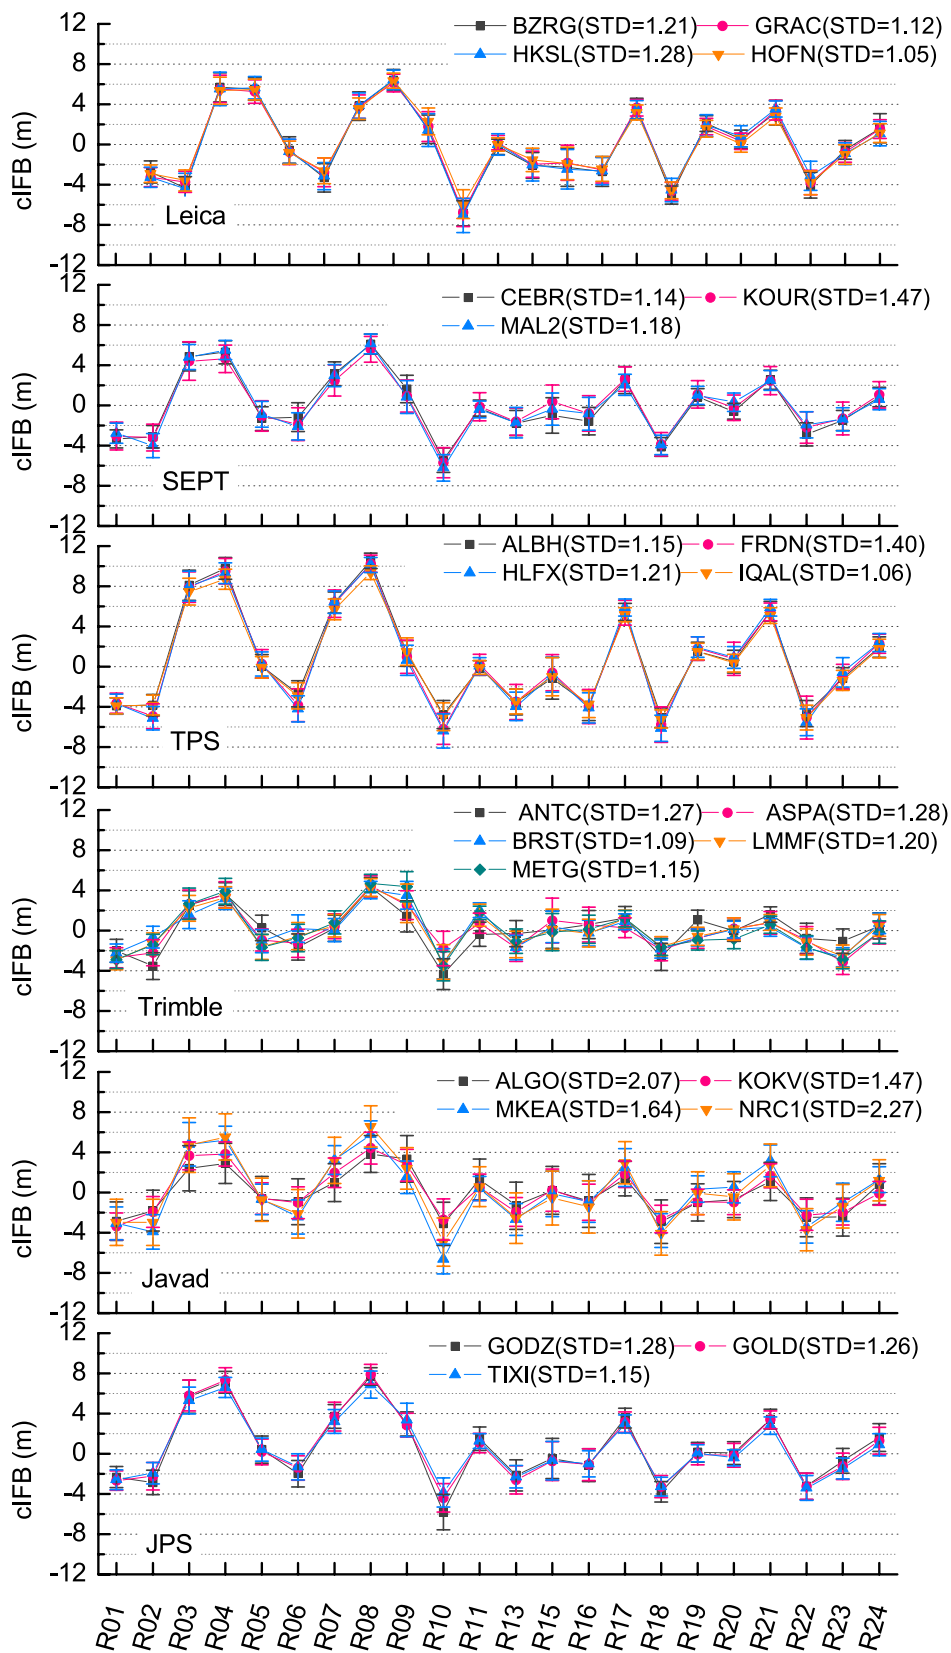 12
8
4
0
-4
-8
-12
cIFB (m)
BZRG(STD=1.21) GRAC(STD=1.12)
HKSL(STD=1.28) HOFN(STD=1.05)
Leica
12
8
4
0
-4
-8
-12
cIFB (m)
CEBR(STD=1.14) KOUR(STD=1.47)
MAL2(STD=1.18)
SEPT
12
8
4
0
-4
-8
-12
cIFB (m)
ALBH(STD=1.15) FRDN(STD=1.40)
HLFX(STD=1.21) IQAL(STD=1.06)
TPS
12
8
4
0
-4
-8
-12
cIFB (m)
ANTC(STD=1.27) ASPA(STD=1.28)
BRST(STD=1.09) LMMF(STD=1.20)
METG(STD=1.15)
Trimble
12
8
4
0
-4
-8
-12
cIFB (m)
ALGO(STD=2.07) KOKV(STD=1.47)
MKEA(STD=1.64) NRC1(STD=2.27)
Javad
12
8
4
0
-4
-8
-12
cIFB (m)
GODZ(STD=1.28) GOLD(STD=1.26)
TIXI(STD=1.15)
JPS
R01 R02 R03 R04 R05 R06 R07 R08 R09 R10 R11 R13 R15 R16 R17 R18 R19 R20 R21 R22 R23 R24